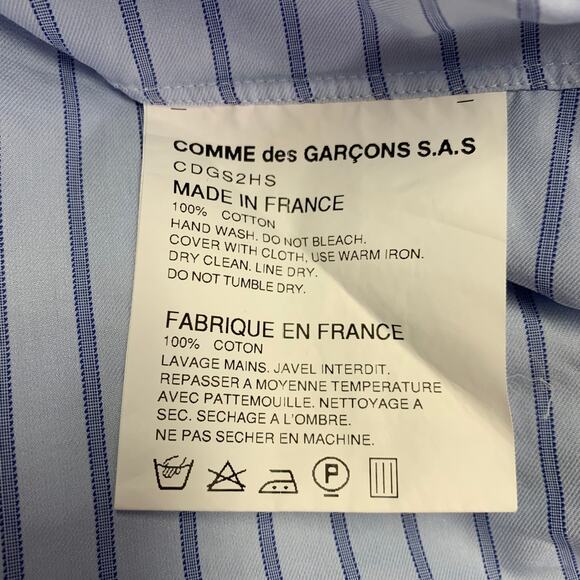 COMME des GARÇONS S.A.S
CDGS2HS
MADE IN FRANCE
100% COTTON
HAND WASH. DO NOT BLEACH.
COVER WITH CLOTH, USE WARM IRON.
DRY CLEAN. LINE DRY.
DO NOT TUMBLE DRY.
FABRIQUE EN FRANCE
100% COTON
LAVAGE MAINS. JAVEL INTERDIT.
REPASSER A MOYENNE TEMPERATURE
AVEC PATTEMOUILLE. NETTOYAGE A
SEC. SECHAGE A L'OMBRE.
NE PAS SECHER EN MACHINE.
P